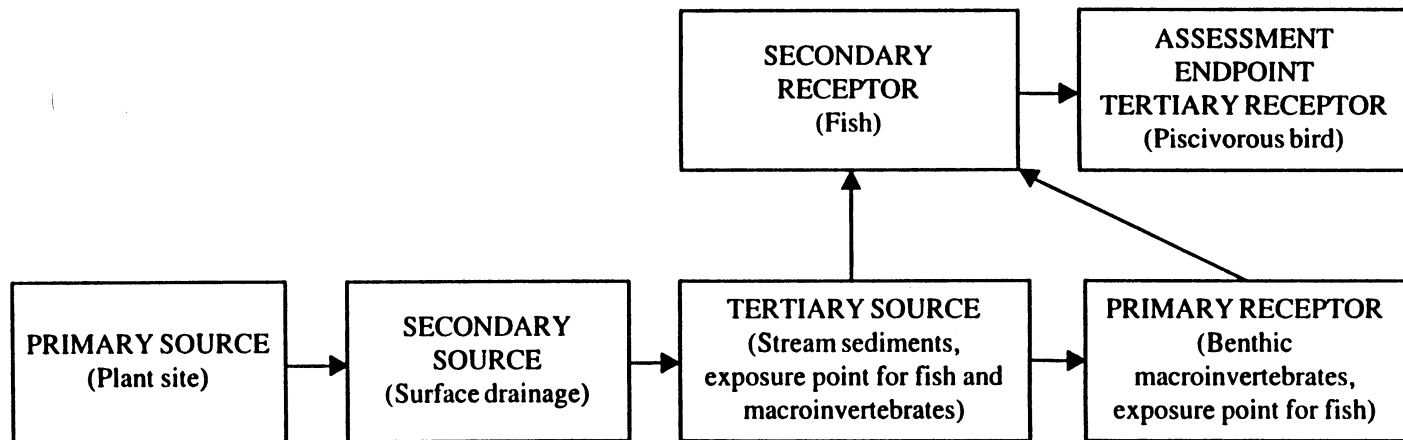 SECONDARY
RECEPTOR
(Fish)
ASSESSMENT
ENDPOINT
TERTIARY RECEPTOR
(Piscivorous bird)
PRIMARY SOURCE
(Plant site)
SECONDARY
SOURCE
(Surface drainage)
TERTIARY SOURCE
(Stream sediments,
exposure point for fish and
macroinvertebrates)
PRIMARY RECEPTOR
(Benthic
macroinvertebrates,
exposure point for fish)